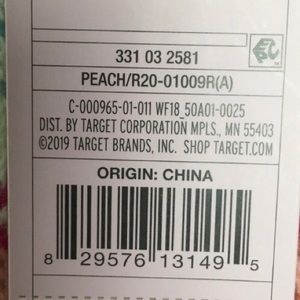 331 03 2581
PEACH/R20-01009R(A)
C-000965-01-011 WF18_50A01-0025
DIST. BY TARGET CORPORATION MPLS., MN 55403
©2019 TARGET BRANDS, INC. SHOP TARGET.COM
ORIGIN: CHINA
8 29576 13149 5